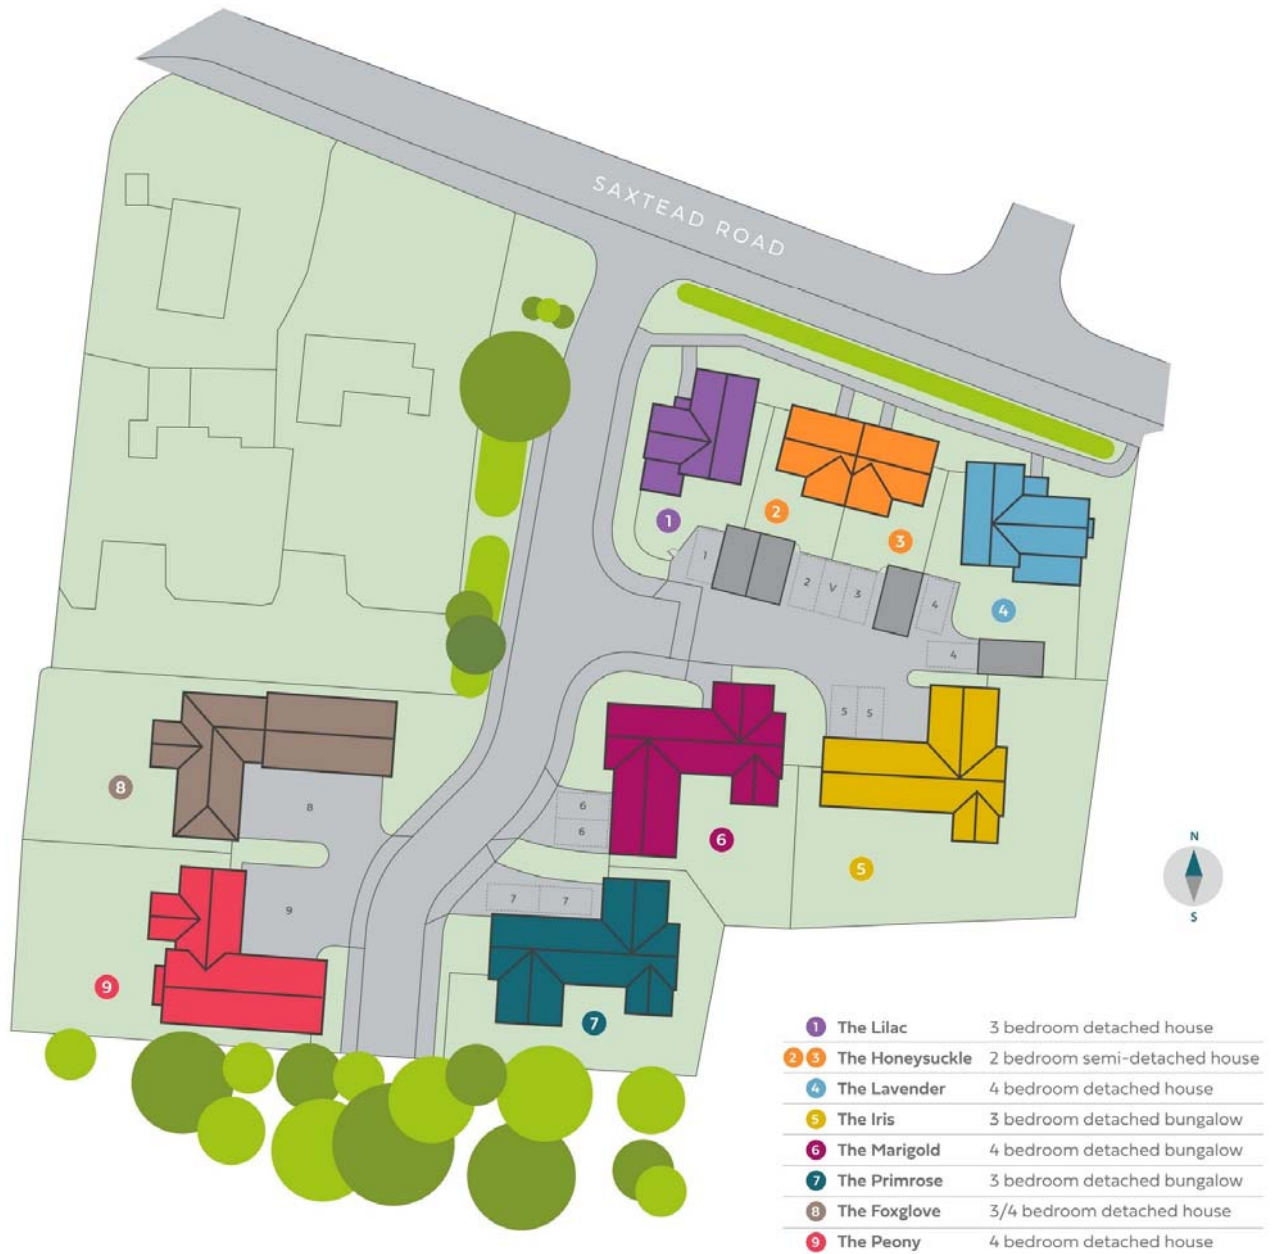 SAXTEAD ROAD
1
2
3
1
2
V
3
4
4
4
5
5
8
8
6
6
6
5
7
7
9
9
7
N
S
1 The Lilac 3 bedroom detached house
2 3 The Honeysuckle 2 bedroom semi-detached house
4 The Lavender 4 bedroom detached house
5 The Iris 3 bedroom detached bungalow
6 The Marigold 4 bedroom detached bungalow
7 The Primrose 3 bedroom detached bungalow
8 The Foxglove 3/4 bedroom detached house
9 The Peony 4 bedroom detached house